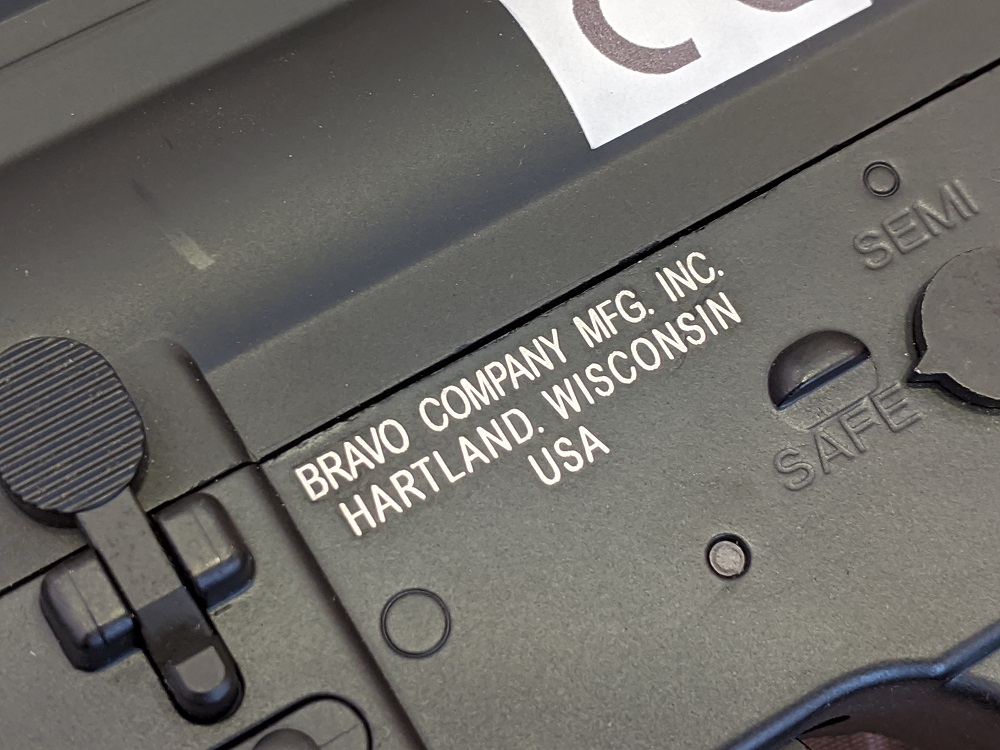 BRAVO COMPANY MFG. INC.
HARTLAND. WISCONSIN
USA
SEMI
SAFE